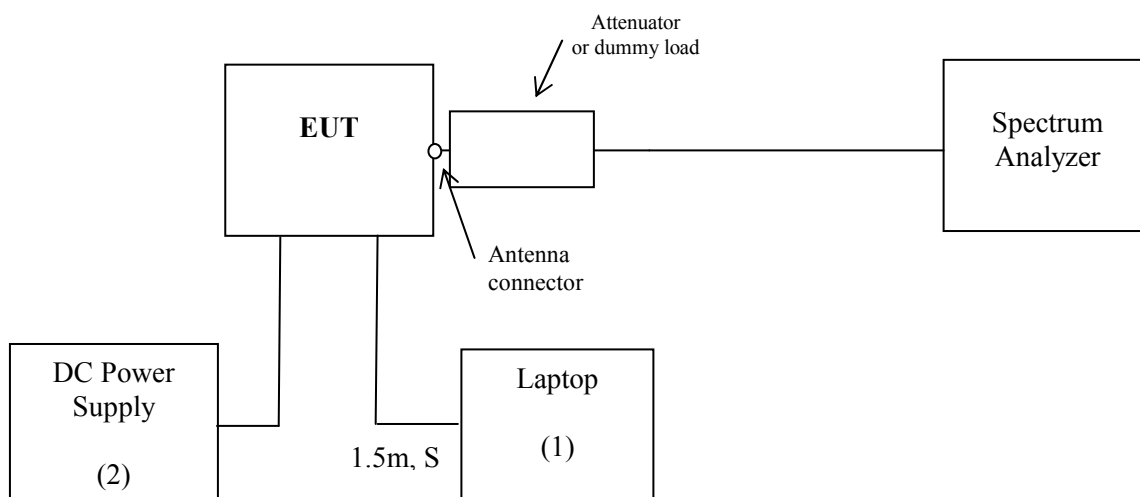 Attenuator
or dummy load
EUT
Spectrum
Analyzer
Antenna
connector
DC Power
Supply
(2)
Laptop
(1)
1.5m, S